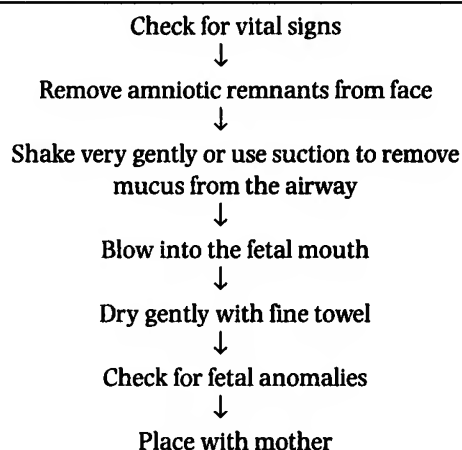 Check for vital signs
↓
Remove amniotic remnants from face
↓
Shake very gently or use suction to remove
mucus from the airway
↓
Blow into the fetal mouth
↓
Dry gently with fine towel
↓
Check for fetal anomalies
↓
Place with mother